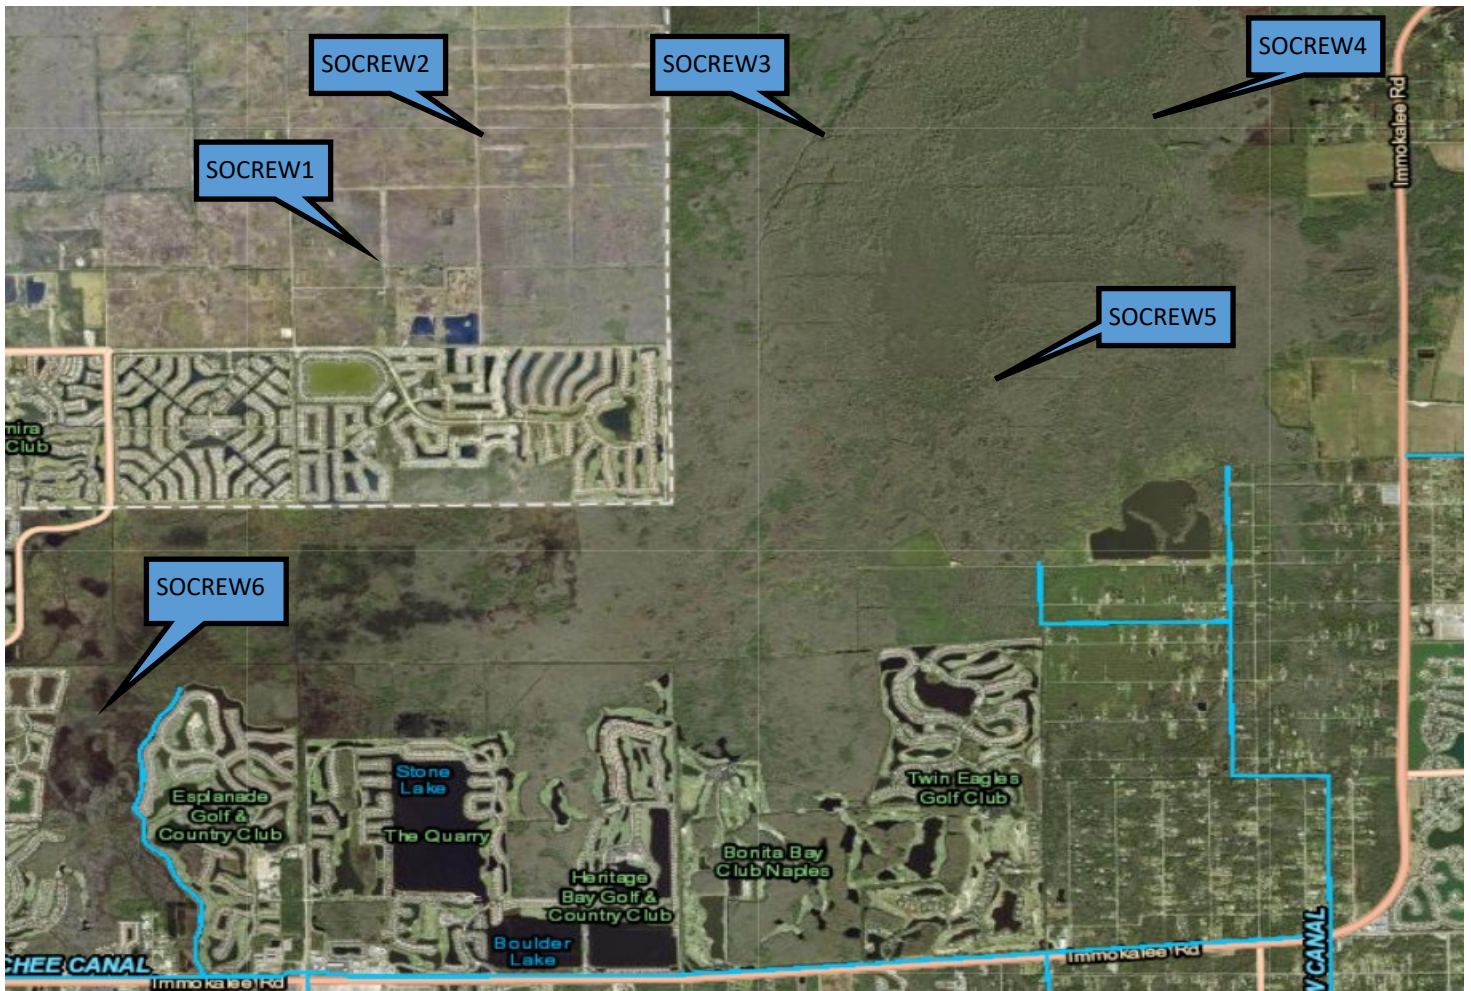 SOCREW4
SOCREW2
SOCREW3
Immokalee Rd
SOCREW1
SOCREW5
mira
Club
SOCREW6
Stone
Lake
Twin Eagles
Golf Club
Esplanade
Golf &
Country Club
The Quarry
Bonita Bay
Club Naples
Heritage
Bay Golf &
Country Club
Boulder
Lake
CHEE CANAL
Immokalee Rd
Immokalee Rd
W CANAL